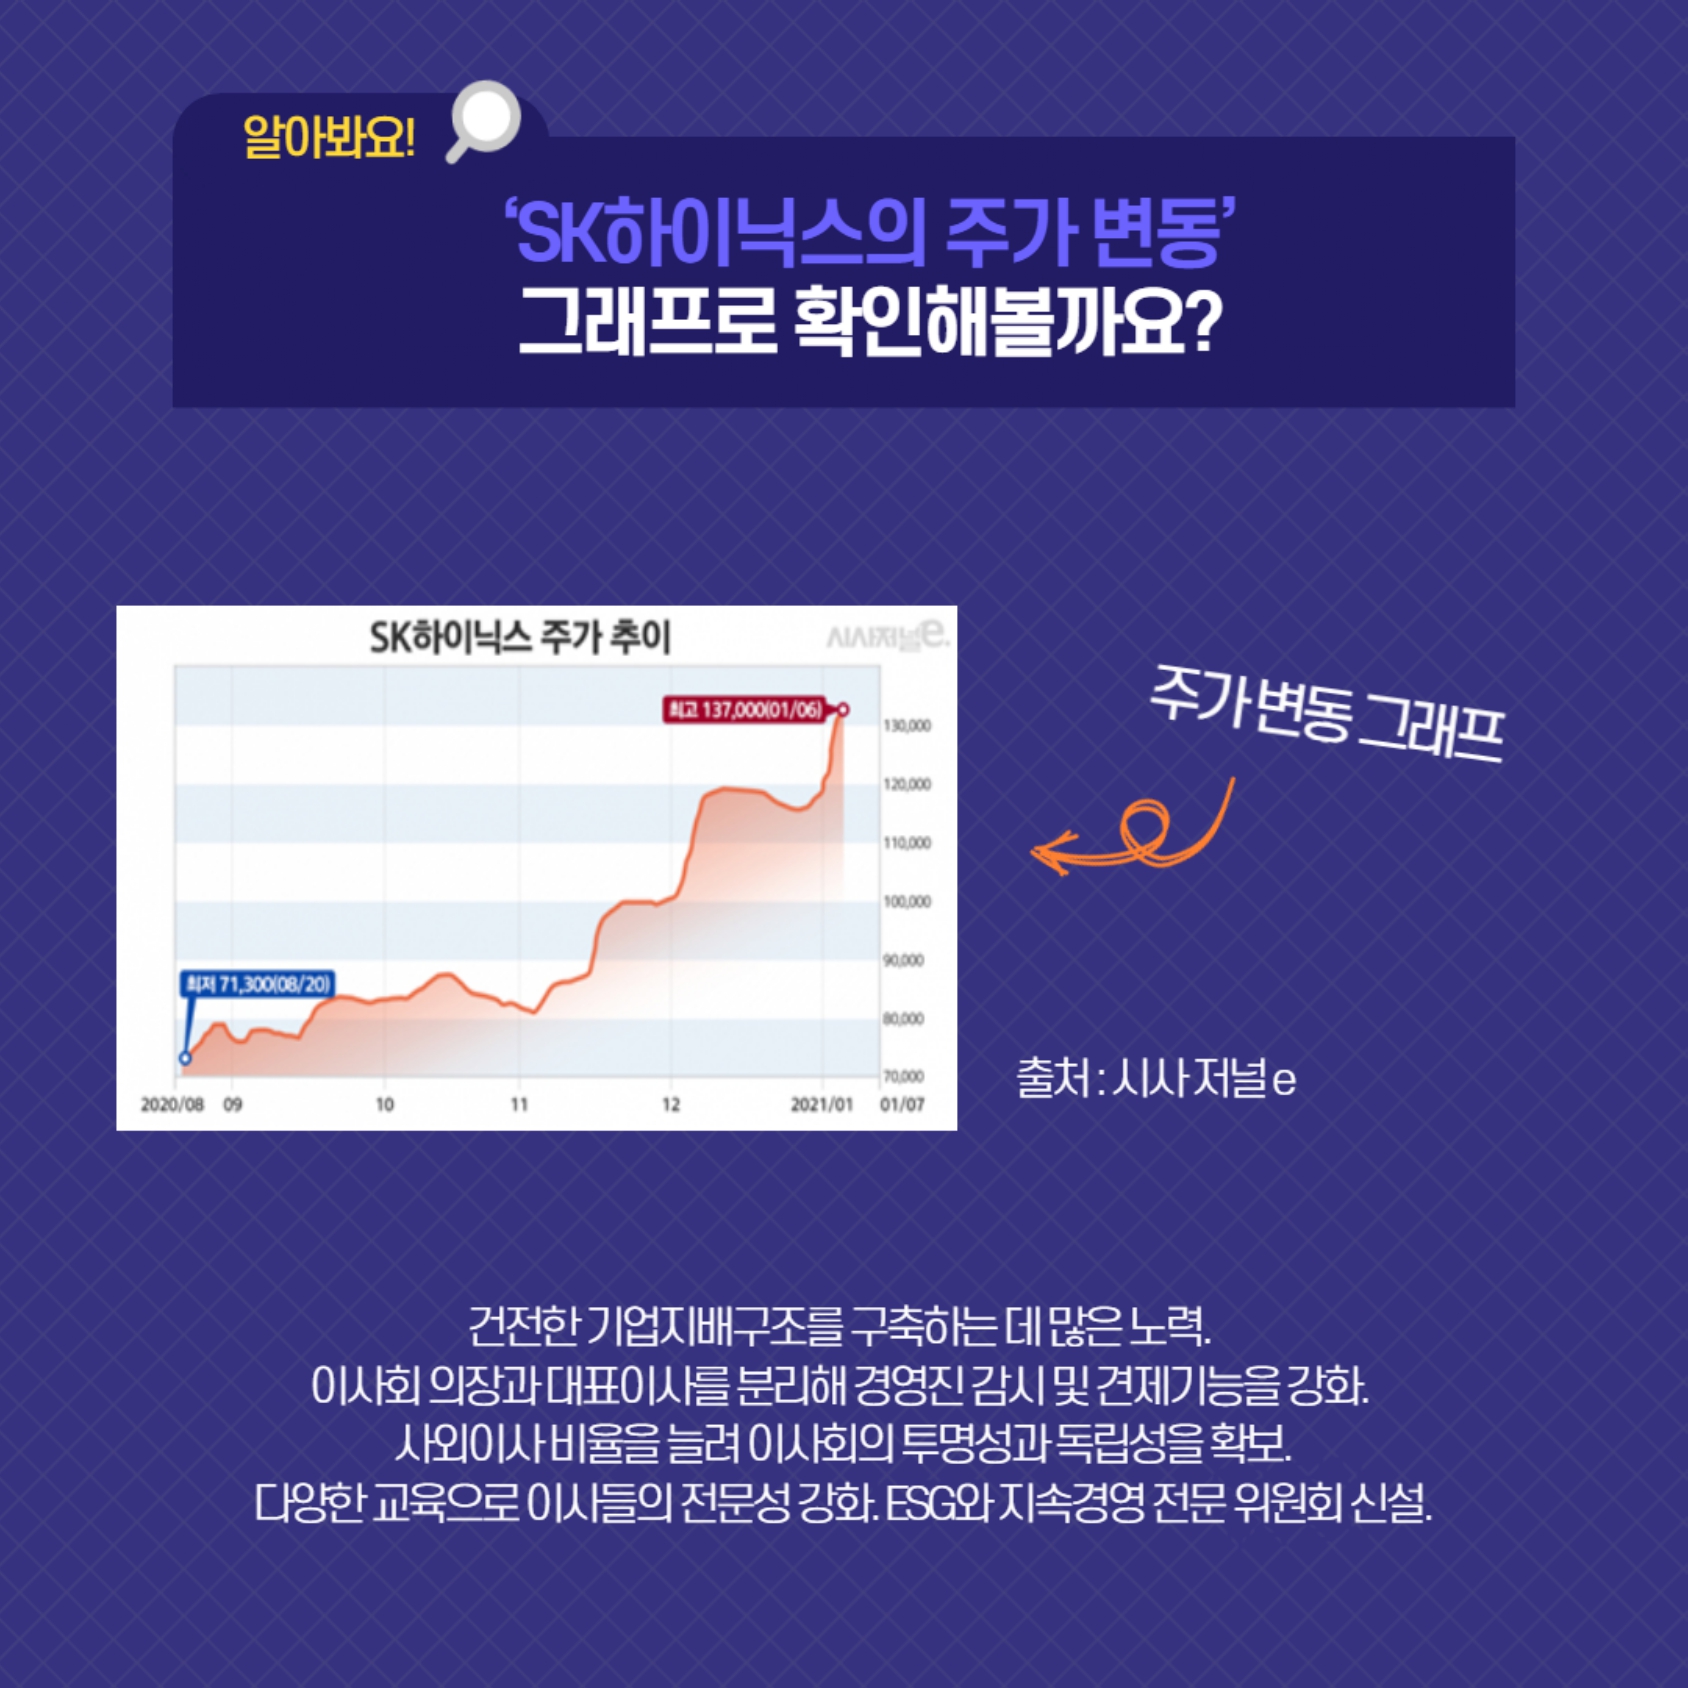 알아봐요!
‘SK하이닉스의 주가 변동’
그래프로 확인해볼까요?
SK하이닉스 주가 추이
시사저널e.
최고 137,000(01/06)
130,000
120,000
110,000
100,000
90,000
80,000
70,000
최저 71,300(08/20)
2020/08 09 10 11 12 2021/01 01/07
주가 변동 그래프
출처 : 시사저널e
건전한 기업지배구조를 구축하는 데 많은 노력.
이사회 의장과 대표이사를 분리해 경영진 감시 및 견제기능을 강화.
사외이사 비율을 늘려 이사회의 투명성과 독립성을 확보.
다양한 교육으로 이사들의 전문성 강화. ESG와 지속경영 전문 위원회 신설.